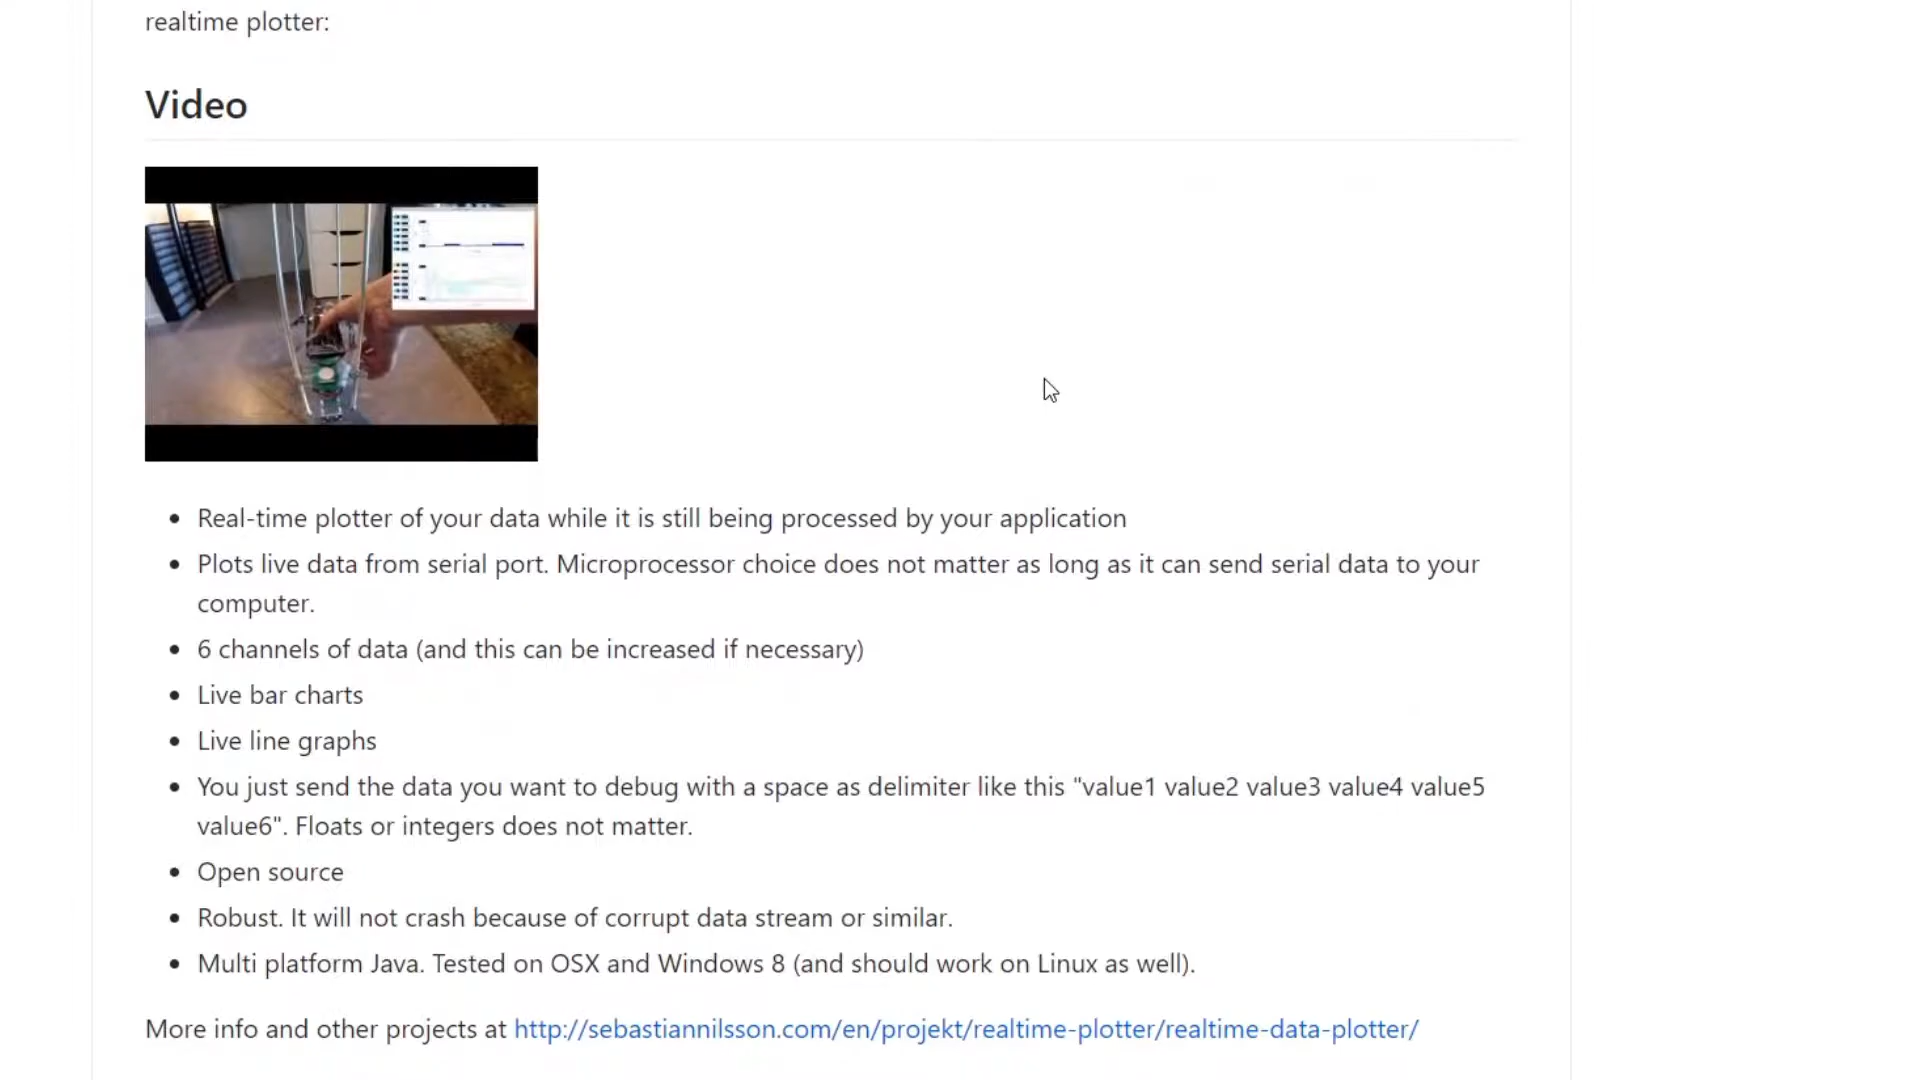 realtime plotter:
Video
Real-time plotter of your data while it is still being processed by your application
Plots live data from serial port. Microprocessor choice does not matter as long as it can send serial data to your
computer.
6 channels of data (and this can be increased if necessary)
Live bar charts
Live line graphs
You just send the data you want to debug with a space as delimiter like this "value1 value2 value3 value4 value5
value6". Floats or integers does not matter.
Open source
Robust. It will not crash because of corrupt data stream or similar.
Multi platform Java. Tested on OSX and Windows 8 (and should work on Linux as well).
More info and other projects at http://sebastiannilsson.com/en/projekt/realtime-plotter/realtime-data-plotter/